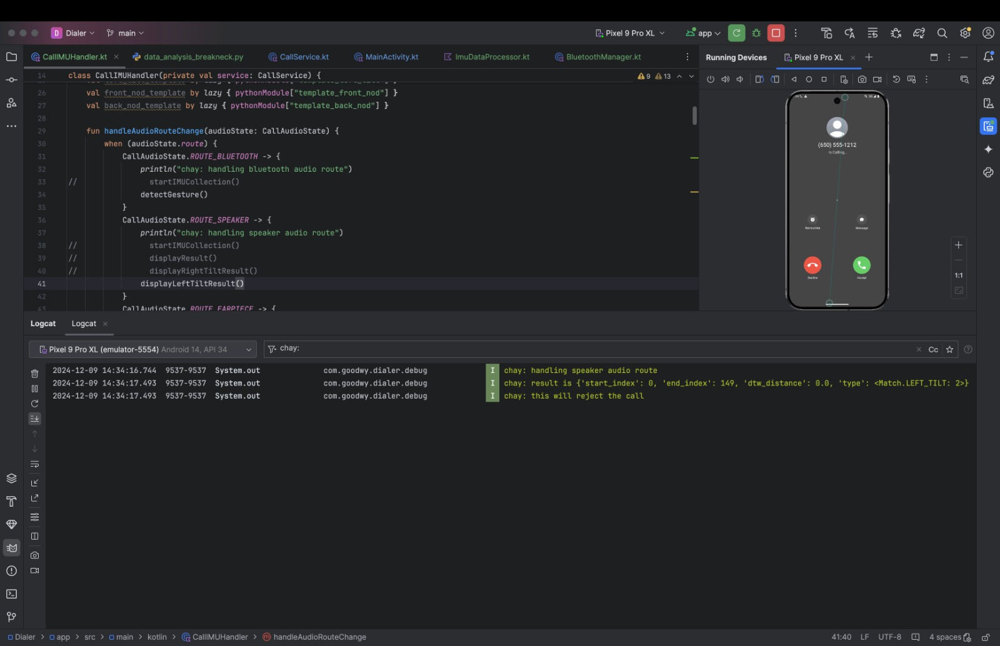 D Dialer main Pixel 9 Pro XL app
CallIMUHandler.kt data_analysis_breakneck.py CallService.kt MainActivity.kt ImuDataProcessor.kt BluetoothManager.kt Running Devices Pixel 9 Pro XL
14 class CallIMUHandler(private val service: CallService) { 9 13
26 val front_nod_template by lazy { pythonModule["template_front_nod"] }
27 val back_nod_template by lazy { pythonModule["template_back_nod"] }
28
29 fun handleAudioRouteChange(audioState: CallAudioState) {
30 when (audioState.route) {
31 CallAudioState.ROUTE_BLUETOOTH -> {
32 println("chay: handling bluetooth audio route")
33 // startIMUCollection()
34 detectGesture()
35 }
36 CallAudioState.ROUTE_SPEAKER -> {
37 println("chay: handling speaker audio route")
38 // startIMUCollection()
39 // displayResult()
40 // displayRightTiltResult()
41 displayLeftTiltResult()
42 }
43 CallAudioState.ROUTE_EARPIECE -> {
(650) 555-1212
is Calling...
Remind Me Message
Decline Accept
1:1
Logcat Logcat
Pixel 9 Pro XL (emulator-5554) Android 14, API 34 chay: Cc
2024-12-09 14:34:16.744 9537-9537 System.out com.goodwy.dialer.debug I chay: handling speaker audio route
2024-12-09 14:34:17.493 9537-9537 System.out com.goodwy.dialer.debug I chay: result is {'start_index': 0, 'end_index': 149, 'dtw_distance': 0.0, 'type': <Match.LEFT_TILT: 2>}
2024-12-09 14:34:17.493 9537-9537 System.out com.goodwy.dialer.debug I chay: this will reject the call
Dialer > app > src > main > kotlin > CallIMUHandler > handleAudioRouteChange 41:40 LF UTF-8 4 spaces